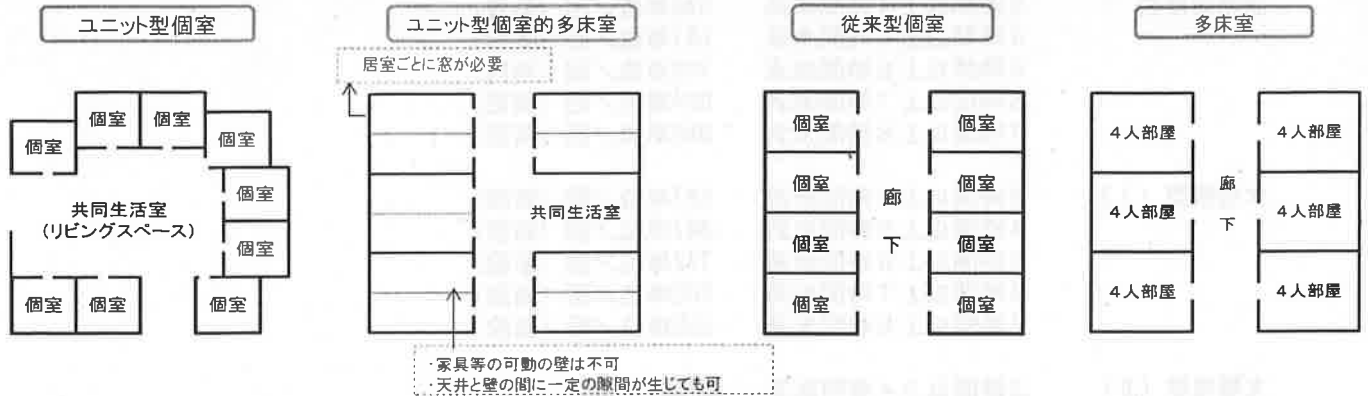 ユニット型個室
ユニット型個室的多床室
従来型個室
多床室
居室ごとに窓が必要
個室
個室
個室
個室
個室
個室
個室
個室
個室
共同生活室
(リビングスペース)
共同生活室
・家具等の可動の壁は不可
・天井と壁の間に一定の隙間が生じても可
個室
個室
個室
個室
廊
下
個室
個室
個室
個室
4人部屋
4人部屋
4人部屋
廊
下
4人部屋
4人部屋
4人部屋